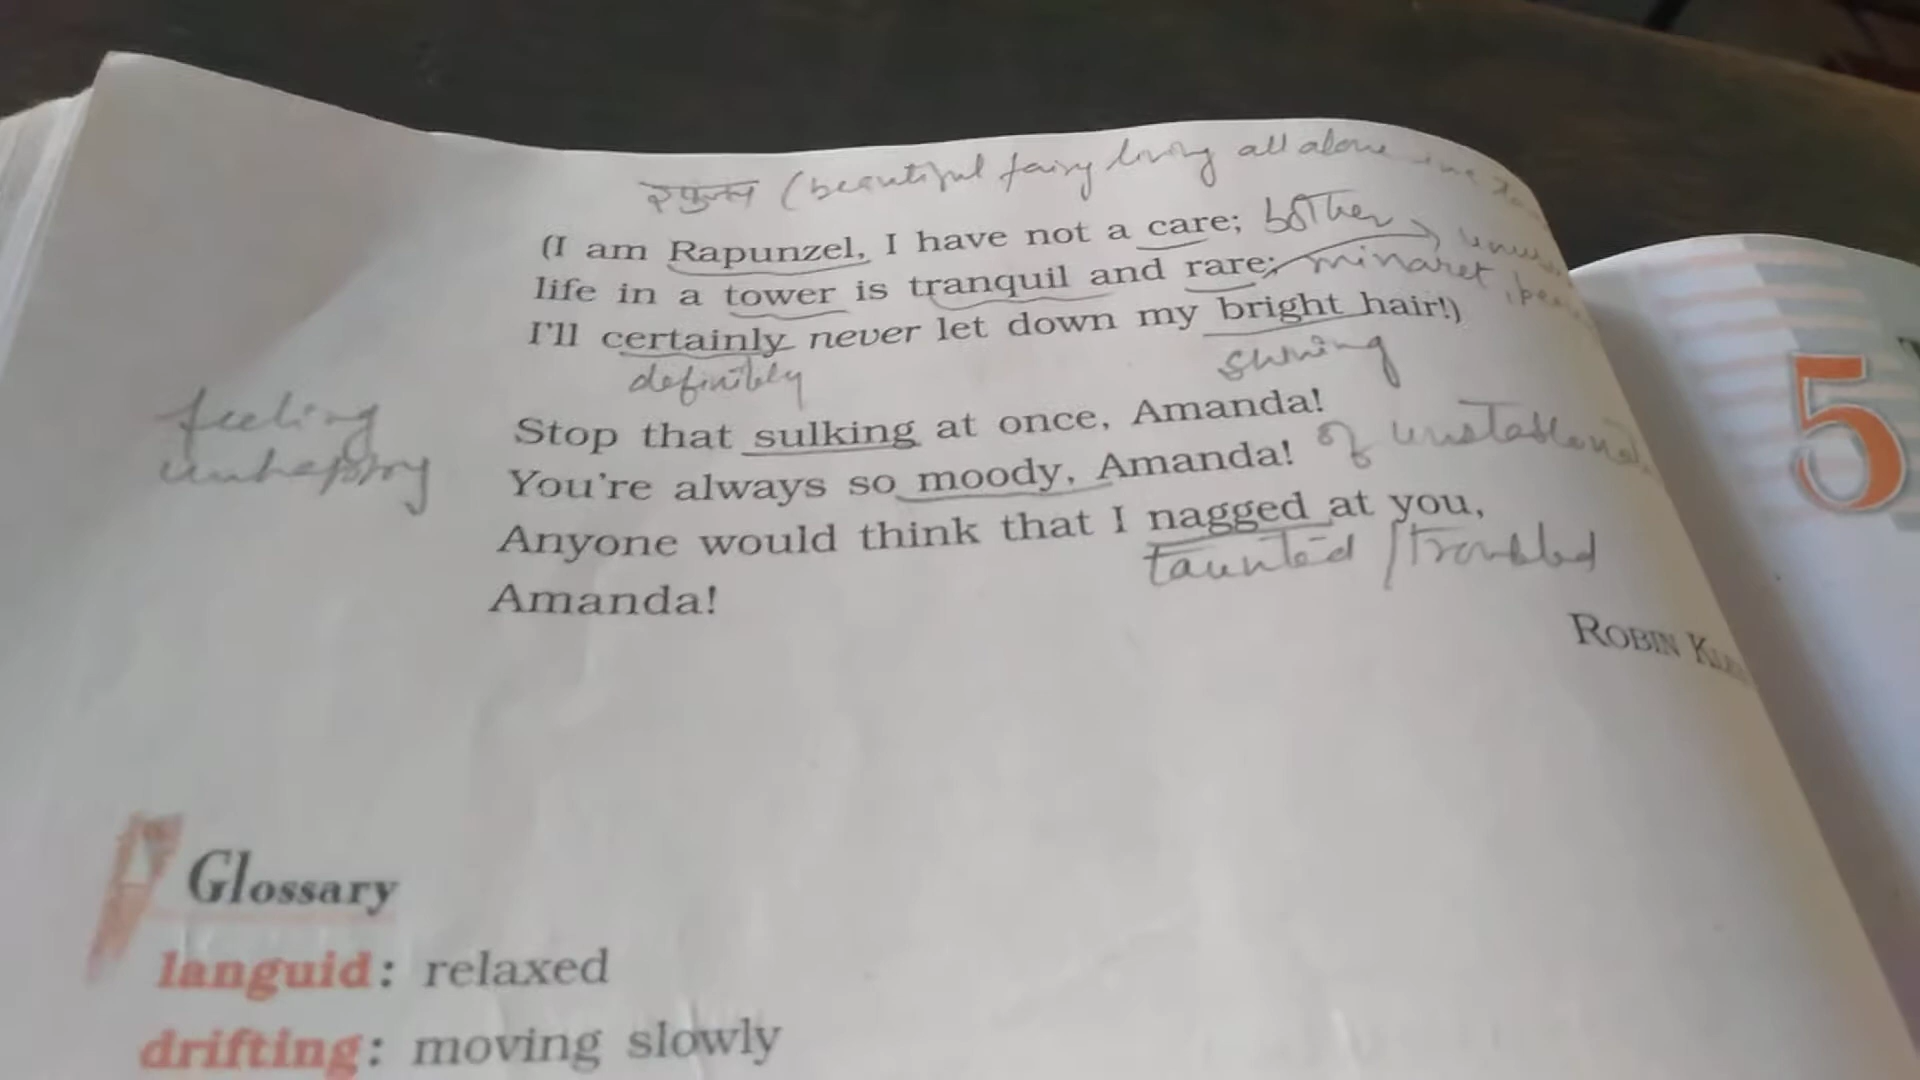 (beautiful fairy living all alone
(I am Rapunzel, I have not a care; bother
life in a tower is tranquil and rare; minaret
I'll certainly never let down my bright hair!)
definitely
shining
feeling
unhappy
Stop that sulking at once, Amanda!
You're always so moody, Amanda! of
Anyone would think that I nagged at you,
taunted / troubled
Amanda!
ROBIN
5
Glossary
languid: relaxed
drifting: moving slowly